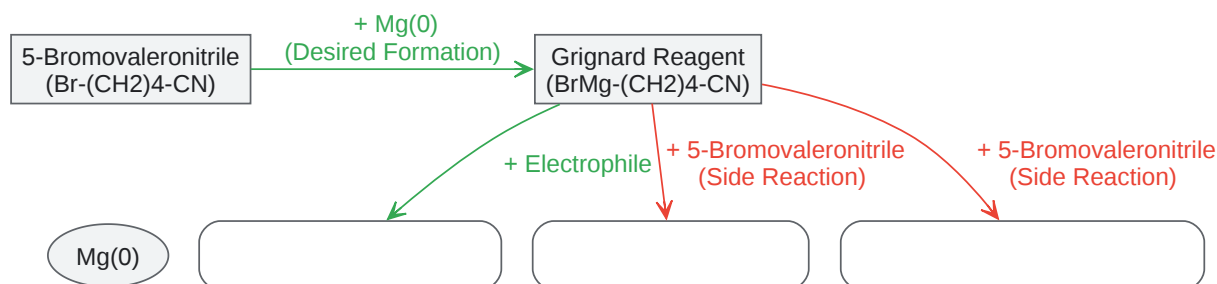 + Mg(0)
(Desired Formation)
5-Bromovaleronitrile
(Br-(CH2)4-CN)
Grignard Reagent
(BrMg-(CH2)4-CN)
+ Electrophile
+ 5-Bromovaleronitrile
(Side Reaction)
+ 5-Bromovaleronitrile
(Side Reaction)
Mg(0)